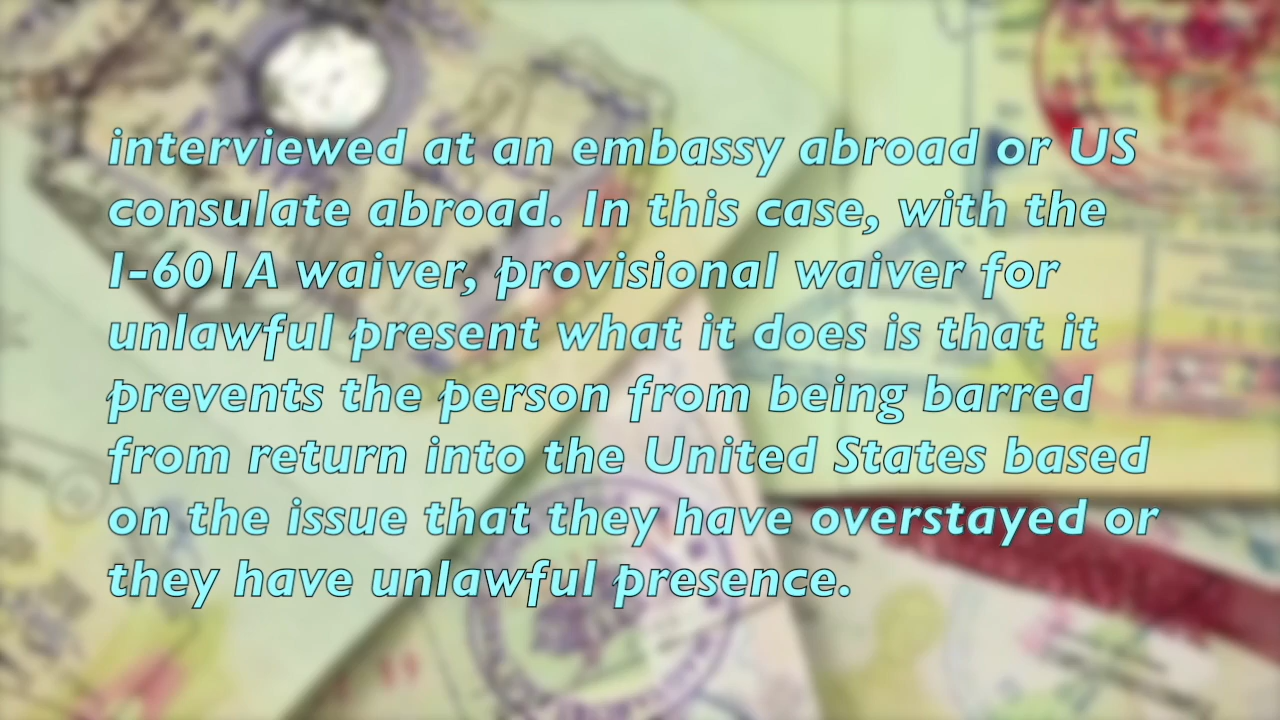 interviewed at an embassy abroad or US
consulate abroad. In this case, with the
I-601A waiver, provisional waiver for
unlawful present what it does is that it
prevents the person from being barred
from return into the United States based
on the issue that they have overstayed or
they have unlawful presence.